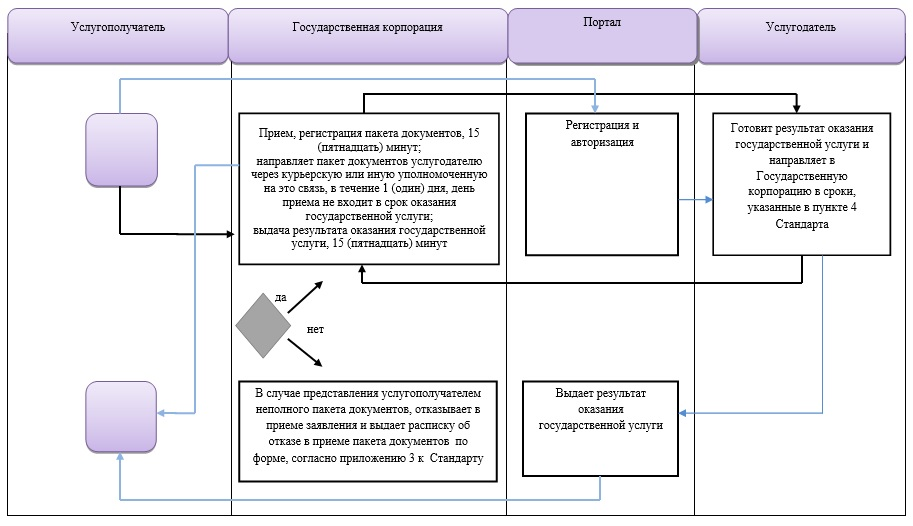 Услугополучатель
Государственная корпорация
Портал
Услугодатель
Прием, регистрация пакета документов, 15
(пятнадцать) минут;
направляет пакет документов услугодателю
через курьерскую или иную уполномоченную
на это связь, в течение 1 (один) дня, день
приема не входит в срок оказания
государственной услуги;
выдача результата оказания государственной
услуги, 15 (пятнадцать) минут
Регистрация и
авторизация
Готовит результат оказания
государственной услуги и
направляет в
Государственную
корпорацию в сроки,
указанные в пункте 4
Стандарта
да
нет
В случае представления услугополучателем
неполного пакета документов, отказывает в
приеме заявления и выдает расписку об
отказе в приеме пакета документов по
форме, согласно приложению 3 к Стандарту
Выдает результат
оказания
государственной услуги